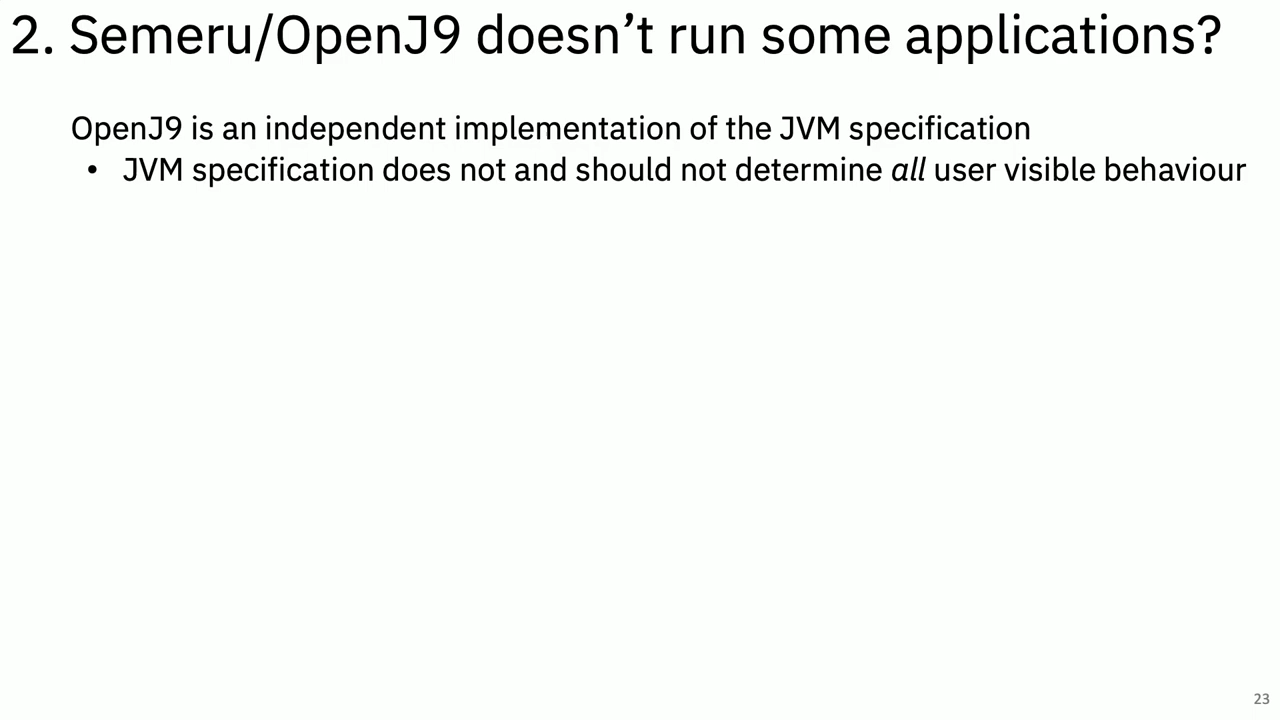 2. Semeru/OpenJ9 doesn’t run some applications?
OpenJ9 is an independent implementation of the JVM specification
• JVM specification does not and should not determine all user visible behaviour
23